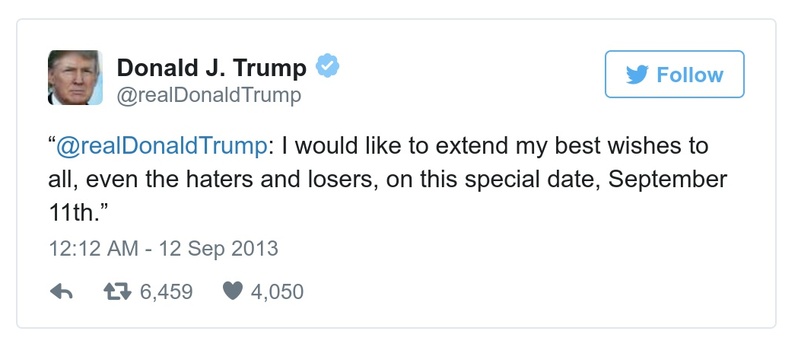 Donald J. Trump
@realDonaldTrump
Follow
“@realDonaldTrump: I would like to extend my best wishes to
all, even the haters and losers, on this special date, September
11th.”
12:12 AM - 12 Sep 2013
6,459 4,050